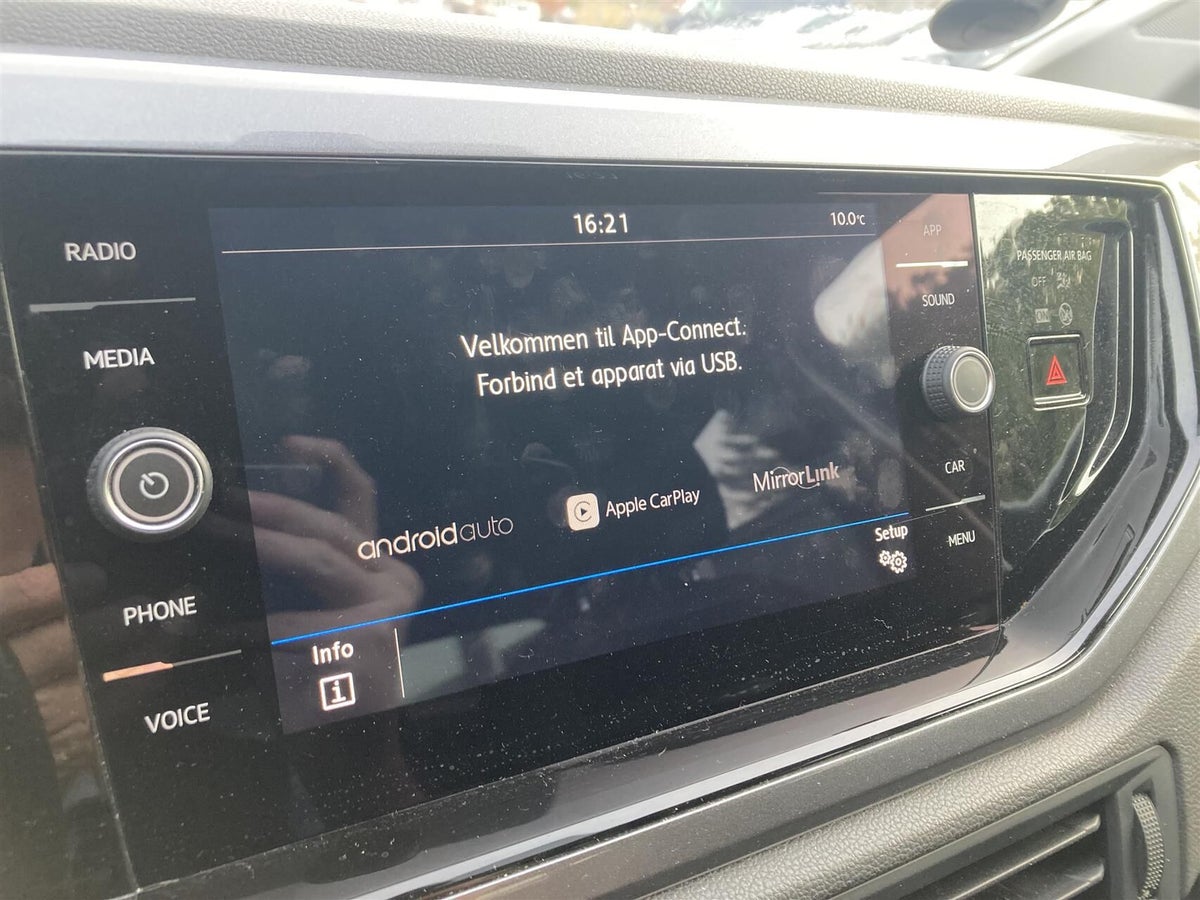 16:21
10.0°C
RADIO
MEDIA
PHONE
VOICE
Velkommen til App-Connect.
Forbind et apparat via USB.
androidauto
Apple CarPlay
MirrorLink
Info
i
Setup
APP
SOUND
CAR
MENU
PASSENGER AIR BAG
OFF